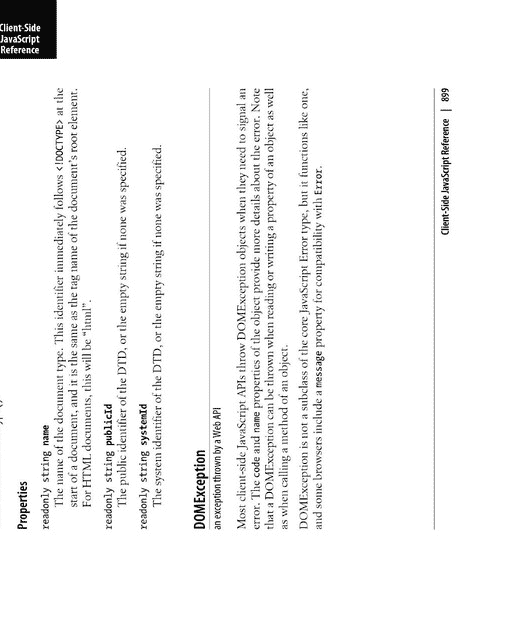 Client-Side
JavaScript
Reference
Properties
readonly string name
The name of the document type. This identifier immediately follows <!DOCTYPE> at the
start of a document, and it is the same as the tag name of the document's root element.
For HTML documents, this will be "html".
readonly string publicId
The public identifier of the DTD, or the empty string if none was specified.
readonly string systemId
The system identifier of the DTD, or the empty string if none was specified.
DOMException
an exception thrown by a Web API
Most client-side JavaScript APIs throw DOMException objects when they need to signal an
error. The code and name properties of the object provide more details about the error. Note
that a DOMException can be thrown when reading or writing a property of an object as well
as when calling a method of an object.
DOMException is not a subclass of the core JavaScript Error type, but it functions like one,
and some browsers include a message property for compatibility with Error.
Client-Side JavaScript Reference | 899